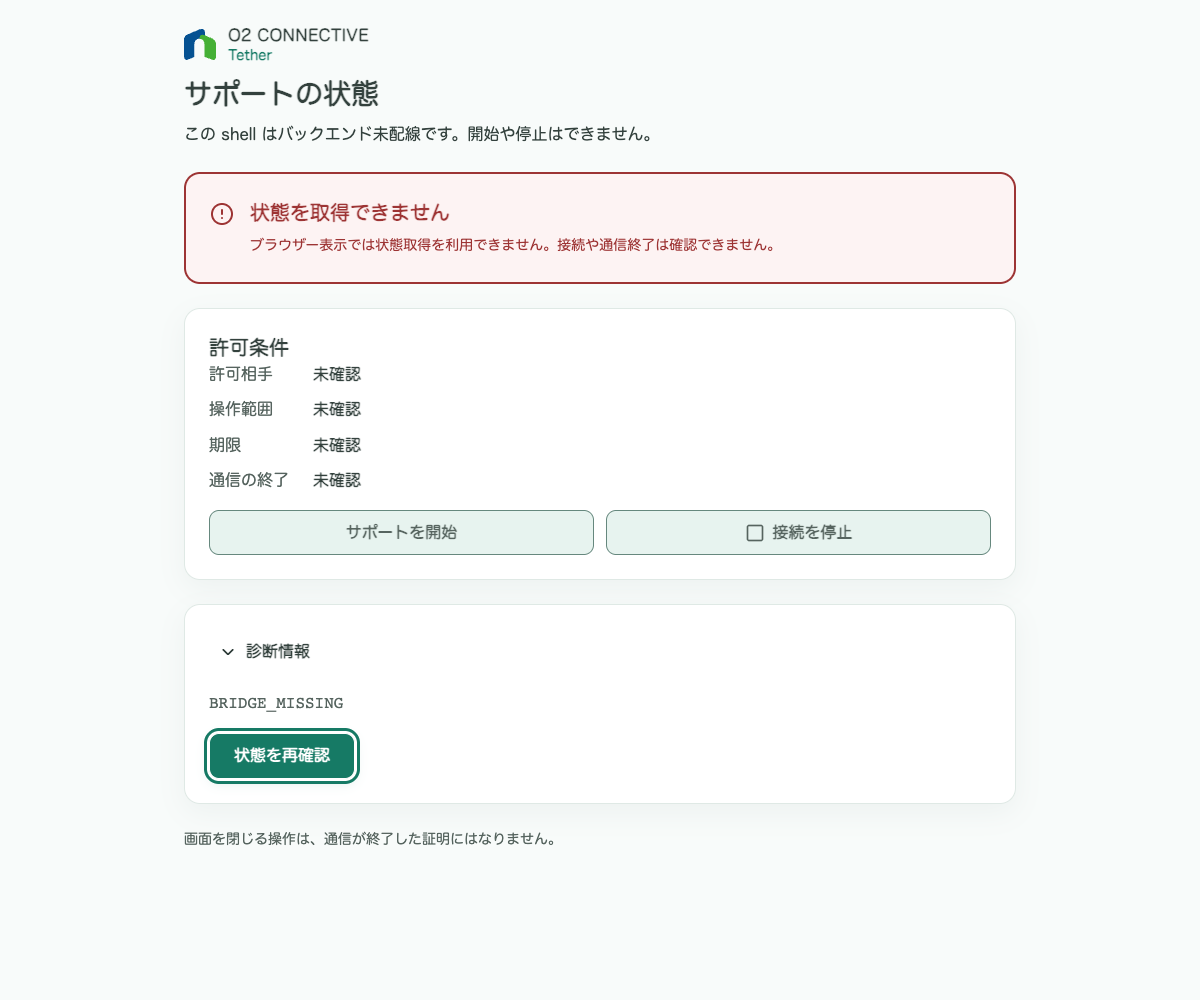 O2 CONNECTIVE
Tether
サポートの状態
この shell はバックエンド未配線です。開始や停止はできません。
状態を取得できません
ブラウザー表示では状態取得を利用できません。接続や通信終了は確認できません。
許可条件
許可相手 未確認
操作範囲 未確認
期限 未確認
通信の終了 未確認
サポートを開始
接続を停止
診断情報
BRIDGE_MISSING
状態を再確認
画面を閉じる操作は、通信が終了した証明にはなりません。